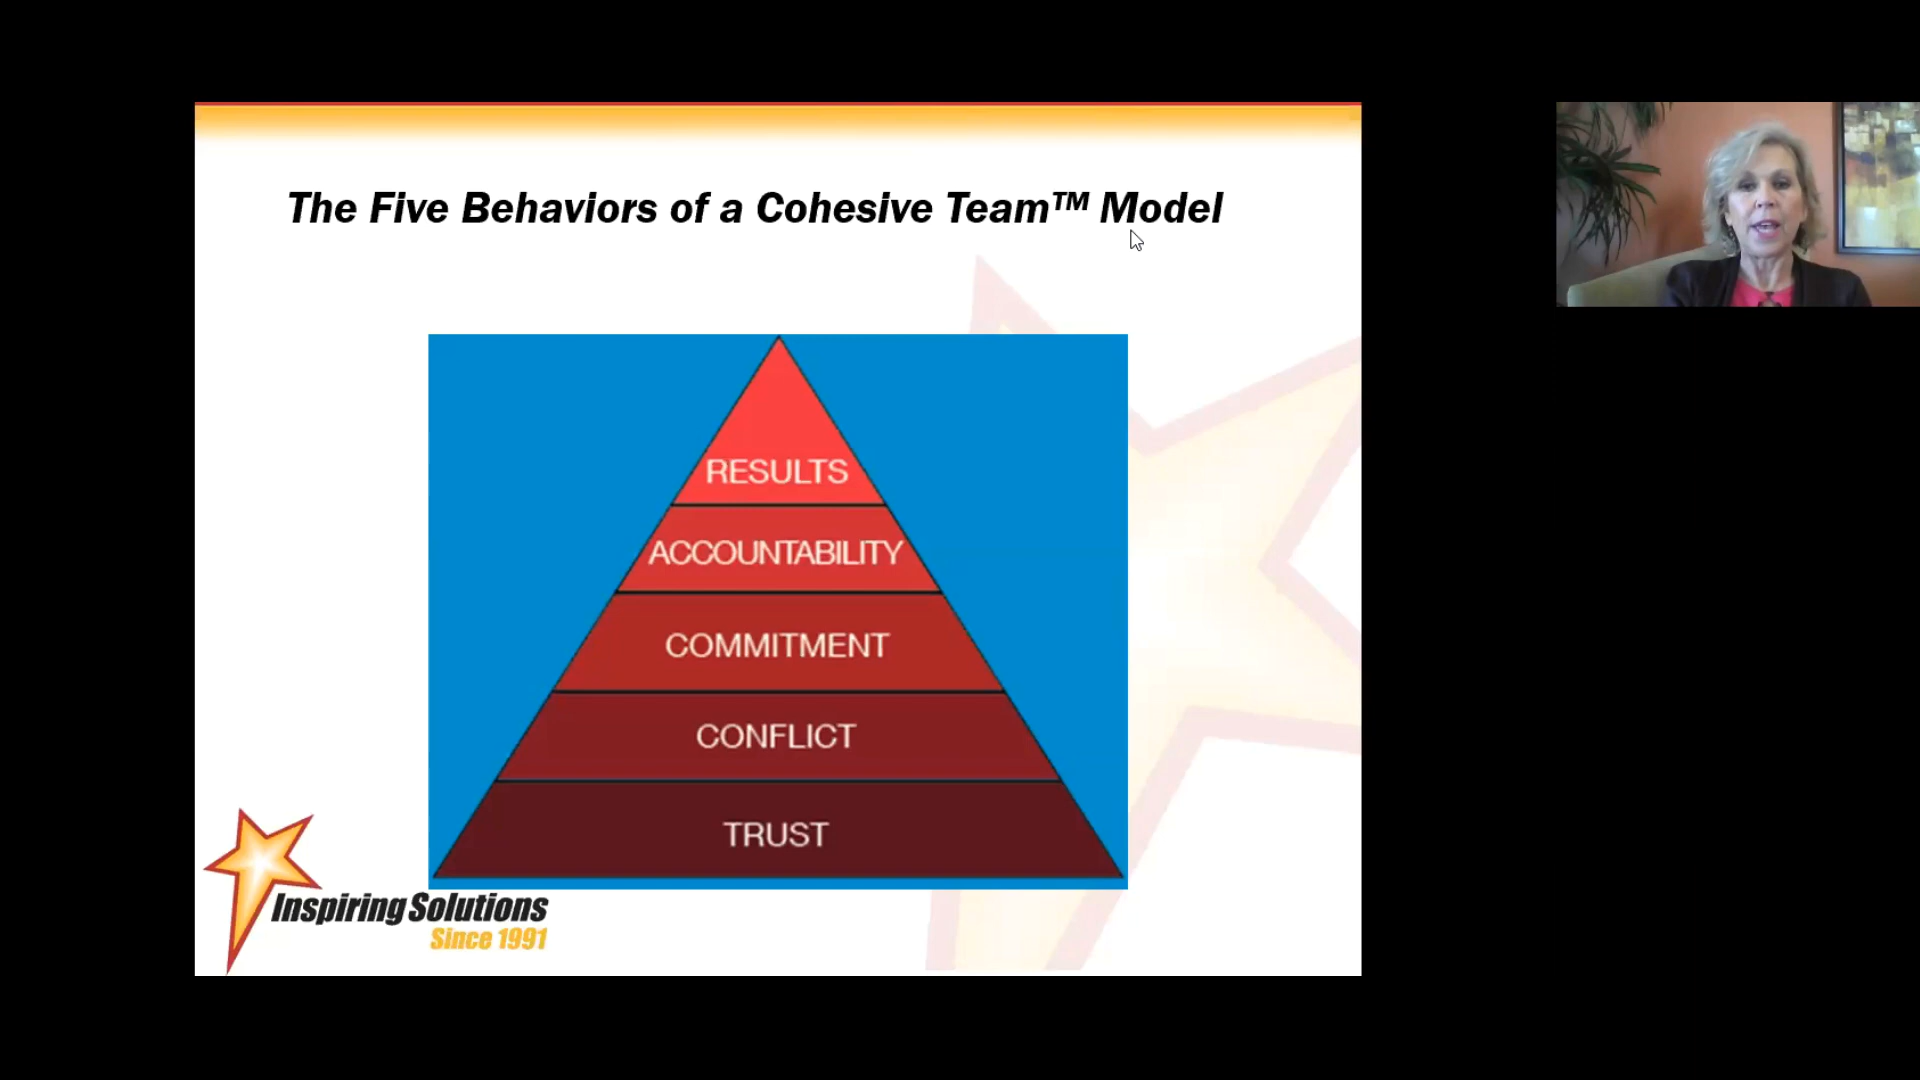 The Five Behaviors of a Cohesive Team™ Model
RESULTS
ACCOUNTABILITY
COMMITMENT
CONFLICT
TRUST
Inspiring Solutions
Since 1991